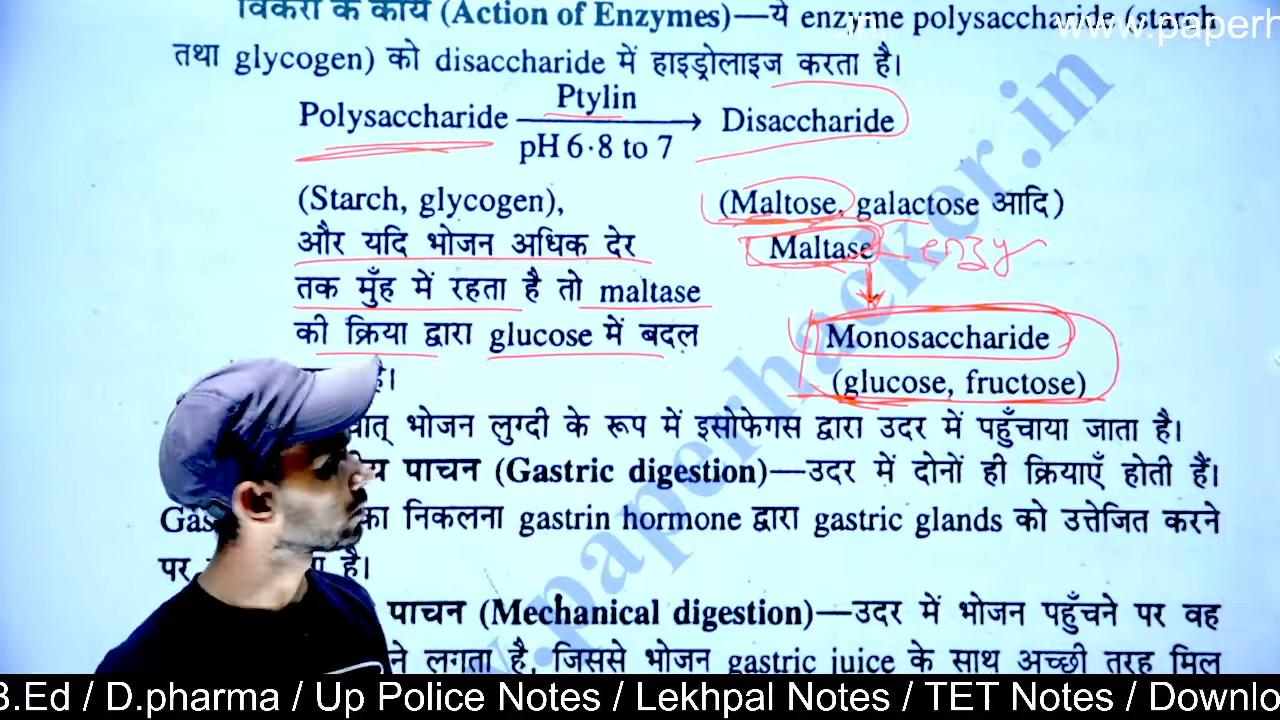 के कार्य (Action of Enzymes)—ये enzyme polysaccharide (starch
www.paperh
तथा glycogen) को disaccharide में हाइड्रोलाइज करता है।
Polysaccharide Ptylin Disaccharide
pH 6·8 to 7
(Starch, glycogen), (Maltose, galactose आदि)
और यदि भोजन अधिक देर Maltase enzy
तक मुँह में रहता है तो maltase
की क्रिया द्वारा glucose में बदल Monosaccharide
है। (glucose, fructose)
भोजन लुग्दी के रूप में इसोफेगस द्वारा उदर में पहुँचाया जाता है।
पाचन (Gastric digestion)—उदर में दोनों ही क्रियाएँ होती हैं।
का निकलना gastrin hormone द्वारा gastric glands को उत्तेजित करने
पर है।
पाचन (Mechanical digestion)—उदर में भोजन पहुँचने पर वह
लगता है, जिससे भोजन gastric juice के साथ अच्छी तरह मिल
.paperhacker.in
B.Ed / D.pharma / Up Police Notes / Lekhpal Notes / TET Notes / Downlo